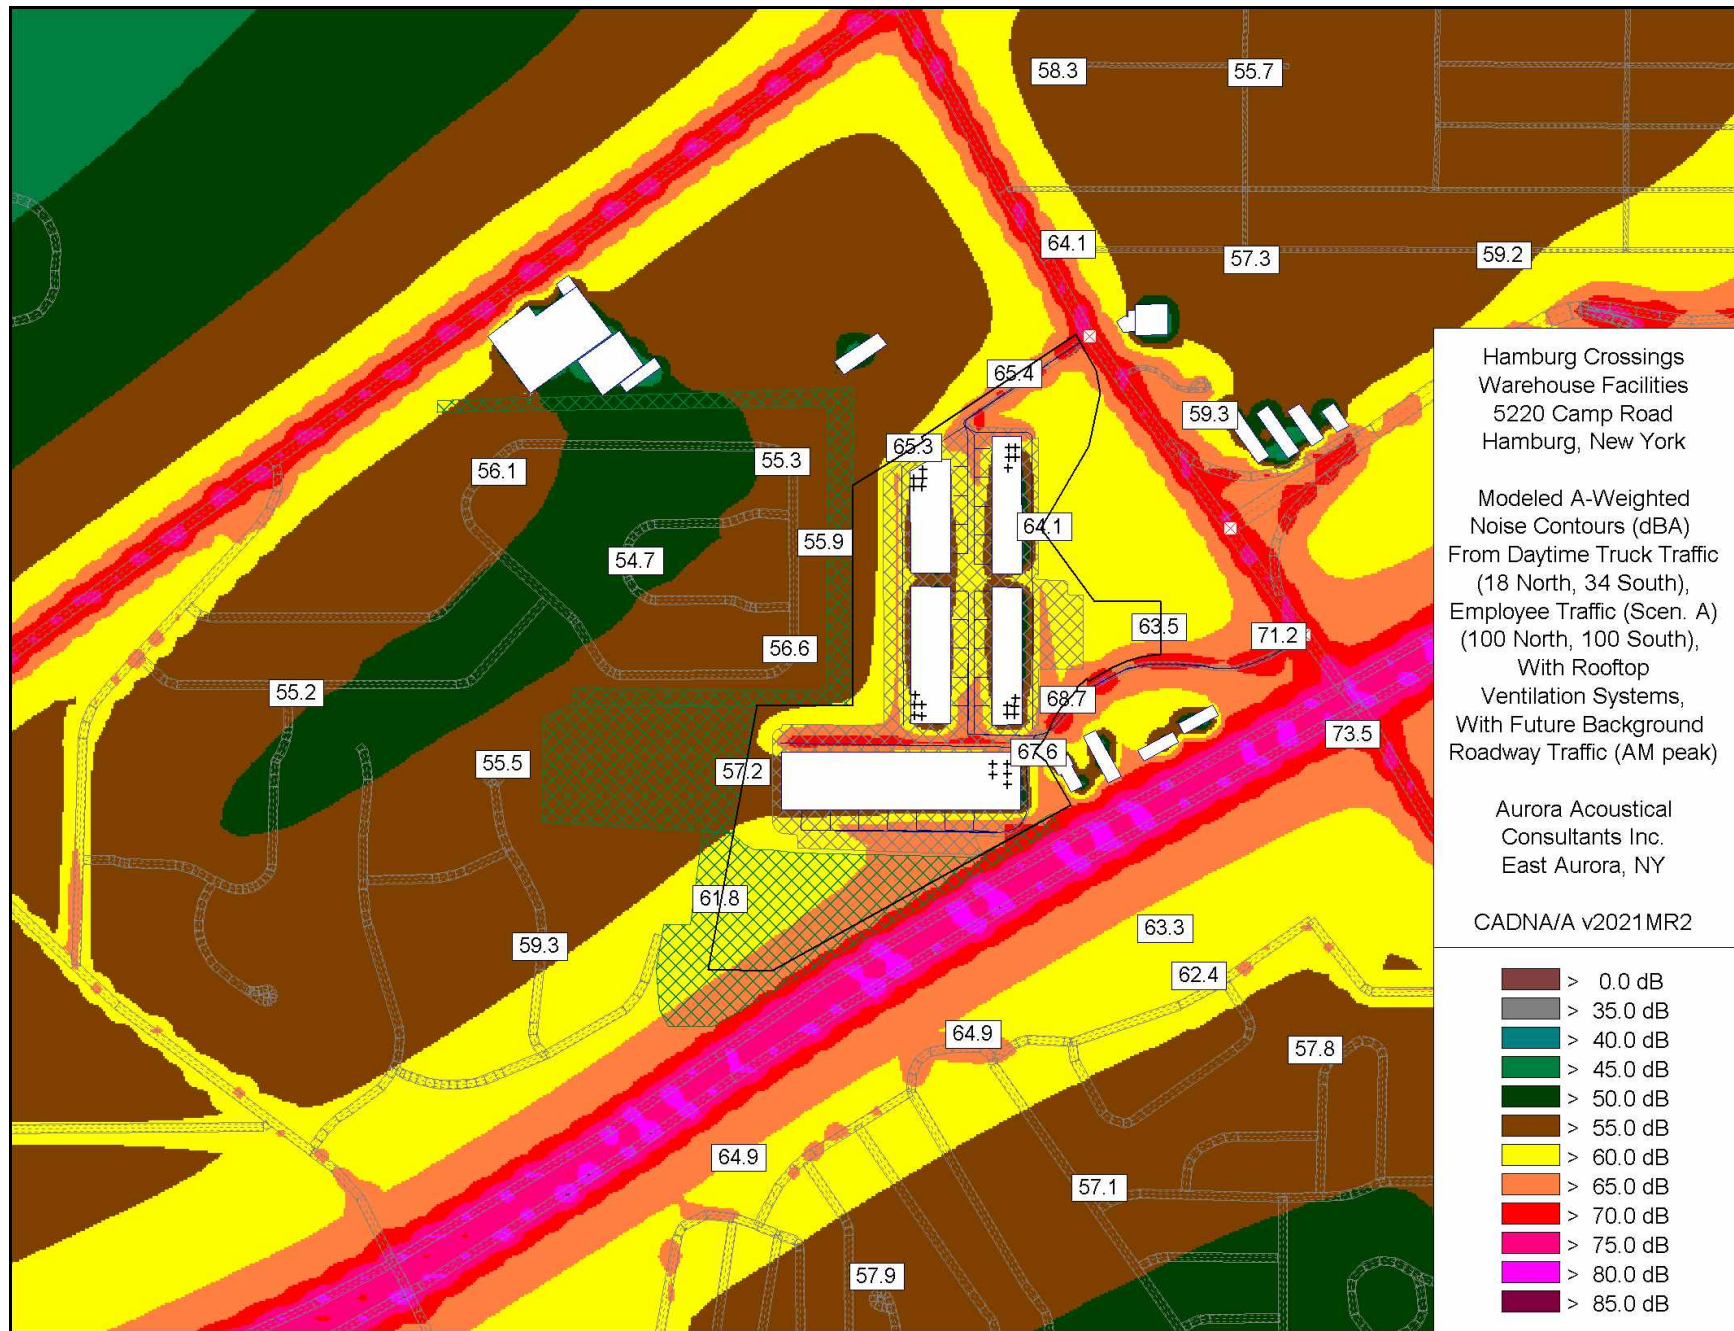 58.3
55.7
64.1
57.3
59.2
65.4
59.3
65.3
56.1
55.3
64.1
55.9
54.7
63.5
71.2
56.6
55.2
68.7
73.5
67.6
55.5
57.2
61.8
63.3
59.3
62.4
64.9
57.8
64.9
57.1
57.9
Hamburg Crossings
Warehouse Facilities
5220 Camp Road
Hamburg, New York
Modeled A-Weighted
Noise Contours (dBA)
From Daytime Truck Traffic
(18 North, 34 South),
Employee Traffic (Scen. A)
(100 North, 100 South),
With Rooftop
Ventilation Systems,
With Future Background
Roadway Traffic (AM peak)
Aurora Acoustical
Consultants Inc.
East Aurora, NY
CADNA/A v2021MR2
> 0.0 dB
> 35.0 dB
> 40.0 dB
> 45.0 dB
> 50.0 dB
> 55.0 dB
> 60.0 dB
> 65.0 dB
> 70.0 dB
> 75.0 dB
> 80.0 dB
> 85.0 dB